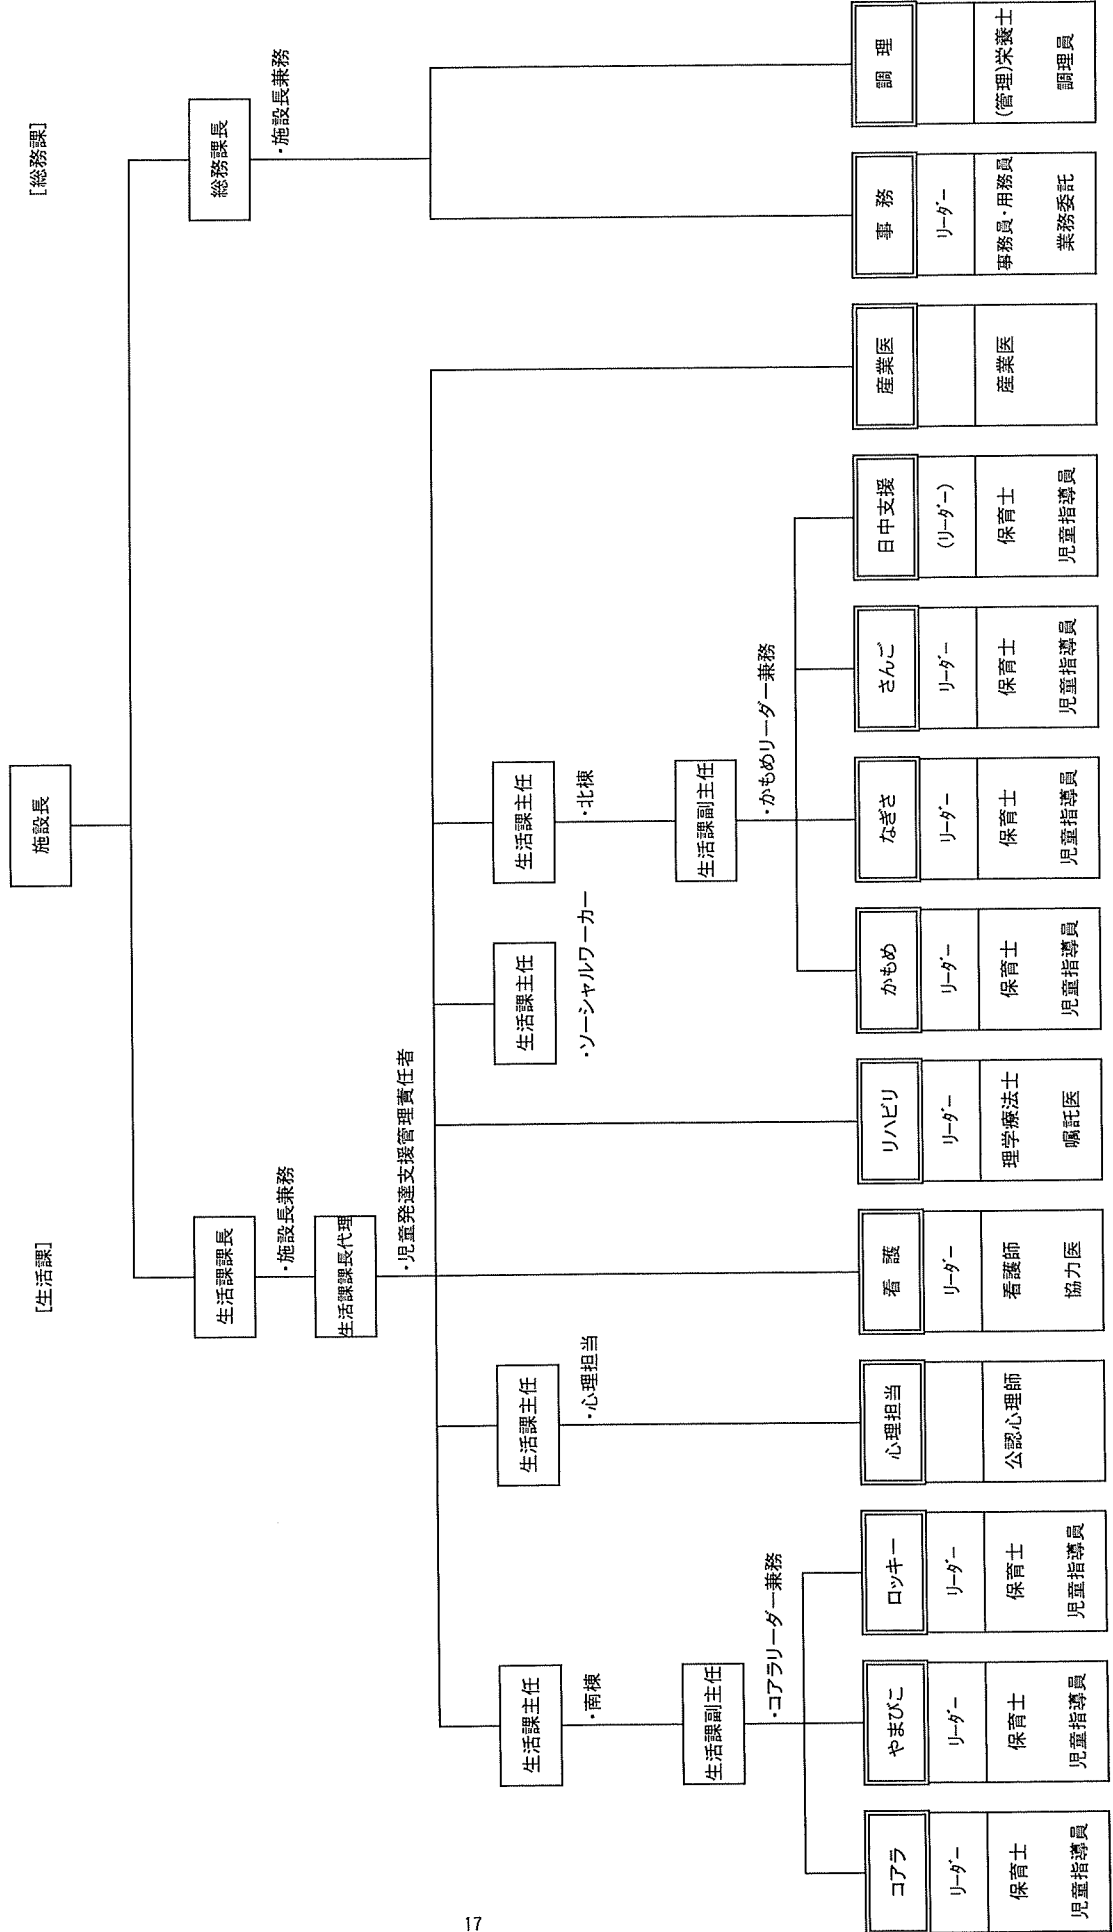 施設長
[生活課]
[総務課]
生活課課長
総務課長
・施設長兼務
・施設長兼務
生活課課長代理
・児童発達支援管理責任者
生活課主任
生活課主任
生活課主任
生活課主任
・南棟
・心理担当
・ソーシャルワーカー
・北棟
生活課副主任
生活課副主任
・コアラリーダー兼務
・かもめリーダー兼務
コアラ
リーダー
保育士
児童指導員
やまびこ
リーダー
保育士
児童指導員
ロッキー
リーダー
保育士
児童指導員
心理担当
公認心理師
看 護
リーダー
看護師
協力医
リハビリ
リーダー
理学療法士
嘱託医
かもめ
リーダー
保育士
児童指導員
なぎさ
リーダー
保育士
児童指導員
さんご
リーダー
保育士
児童指導員
日中支援
(リーダー)
保育士
児童指導員
産業医
産業医
事 務
リーダー
事務員・用務員
業務委託
調 理
(管理)栄養士
調理員
17